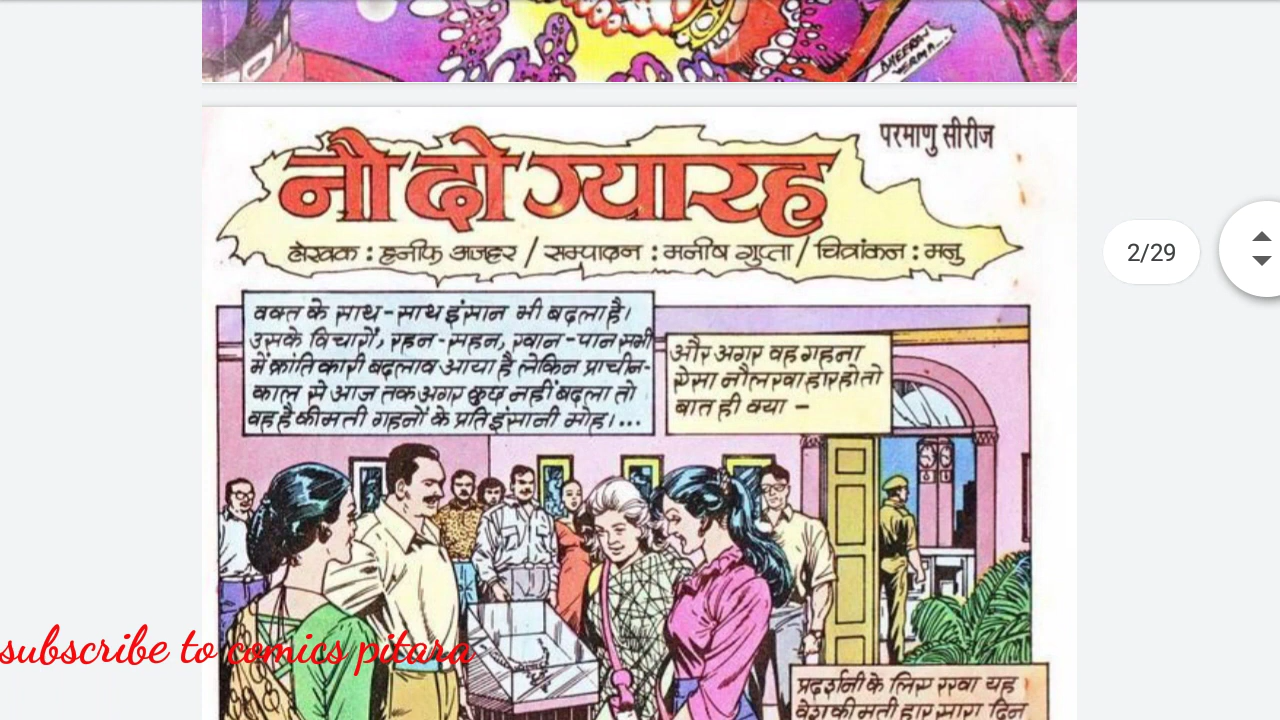 DHEERAJ
VERMA...
परमाणु सीरीज
नौ दो ग्यारह
लेखक : हनीफ अजहर / सम्पादन : मनीष गुप्ता / चित्रांकन : मनु
2/29
वक्त के साथ-साथ इंसान भी बदला है।
उसके विचारों, रहन-सहन, खान-पान सभी
में क्रांतिकारी बदलाव आया है लेकिन प्राचीन-
काल से आज तक अगर कुछ नहीं बदला तो
वह है कीमती गहनों के प्रति इंसानी मोह।...
और अगर वह गहना
ऐसा नौलखा हार हो तो
बात ही क्या -
subscribe to comics pitara
प्रदर्शनी के लिए रखा यह
बेशकीमती हार सारा दिन